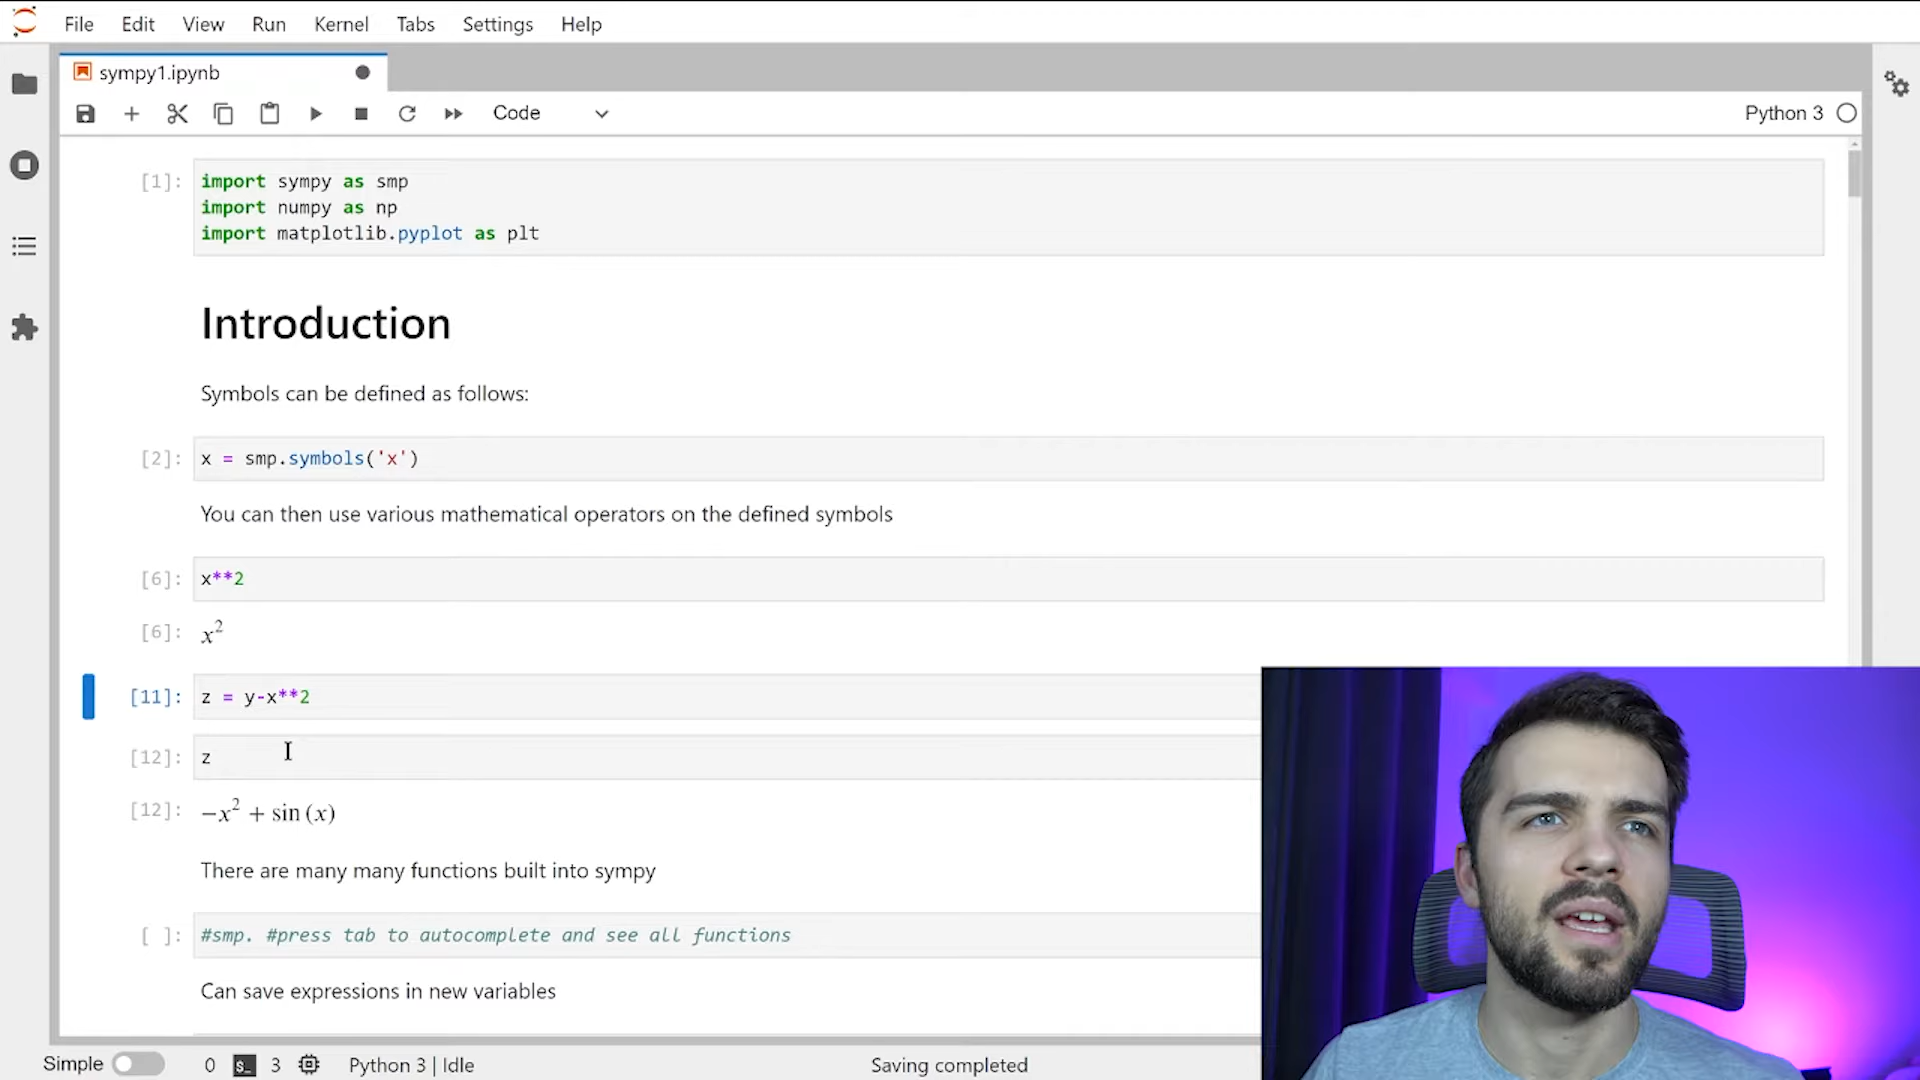 File Edit View Run Kernel Tabs Settings Help
sympy1.ipynb
Code
Python 3
[1]:
import sympy as smp
import numpy as np
import matplotlib.pyplot as plt
Introduction
Symbols can be defined as follows:
[2]: x = smp.symbols('x')
You can then use various mathematical operators on the defined symbols
[6]: x**2
[6]: x²
[11]: z = y-x**2
[12]: z
[12]: −x² + sin (x)
There are many many functions built into sympy
[ ]: #smp. #press tab to autocomplete and see all functions
Can save expressions in new variables
Simple 0 $_ 3 Python 3 | Idle Saving completed